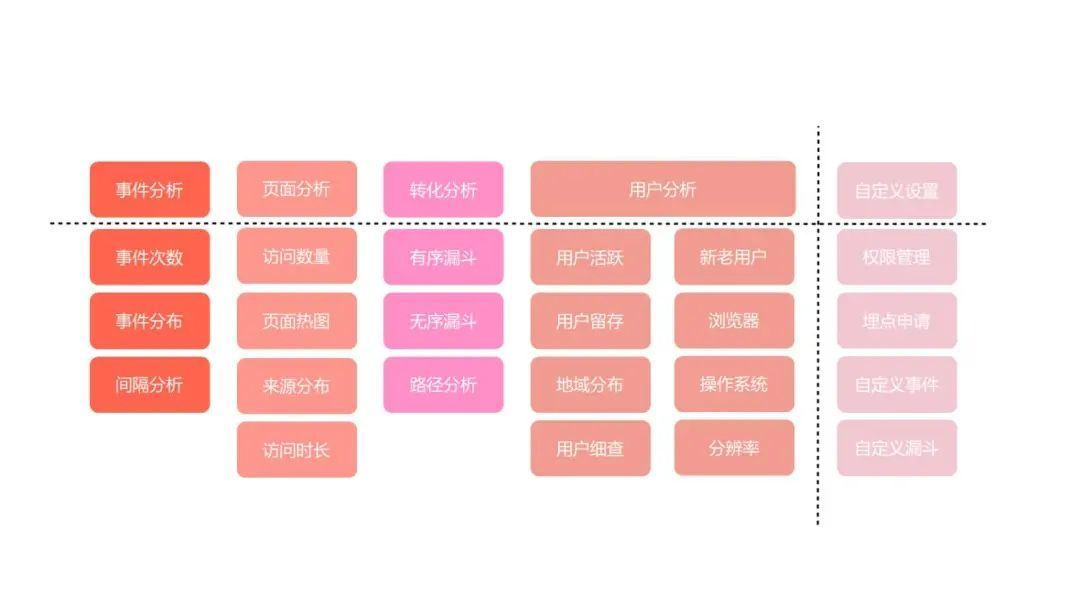 事件分析 页面分析 转化分析 用户分析 自定义设置
事件次数 访问数量 有序漏斗 用户活跃 新老用户 权限管理
事件分布 页面热图 无序漏斗 用户留存 浏览器 埋点申请
间隔分析 来源分布 路径分析 地域分布 操作系统 自定义事件
访问时长 用户细查 分辨率 自定义漏斗